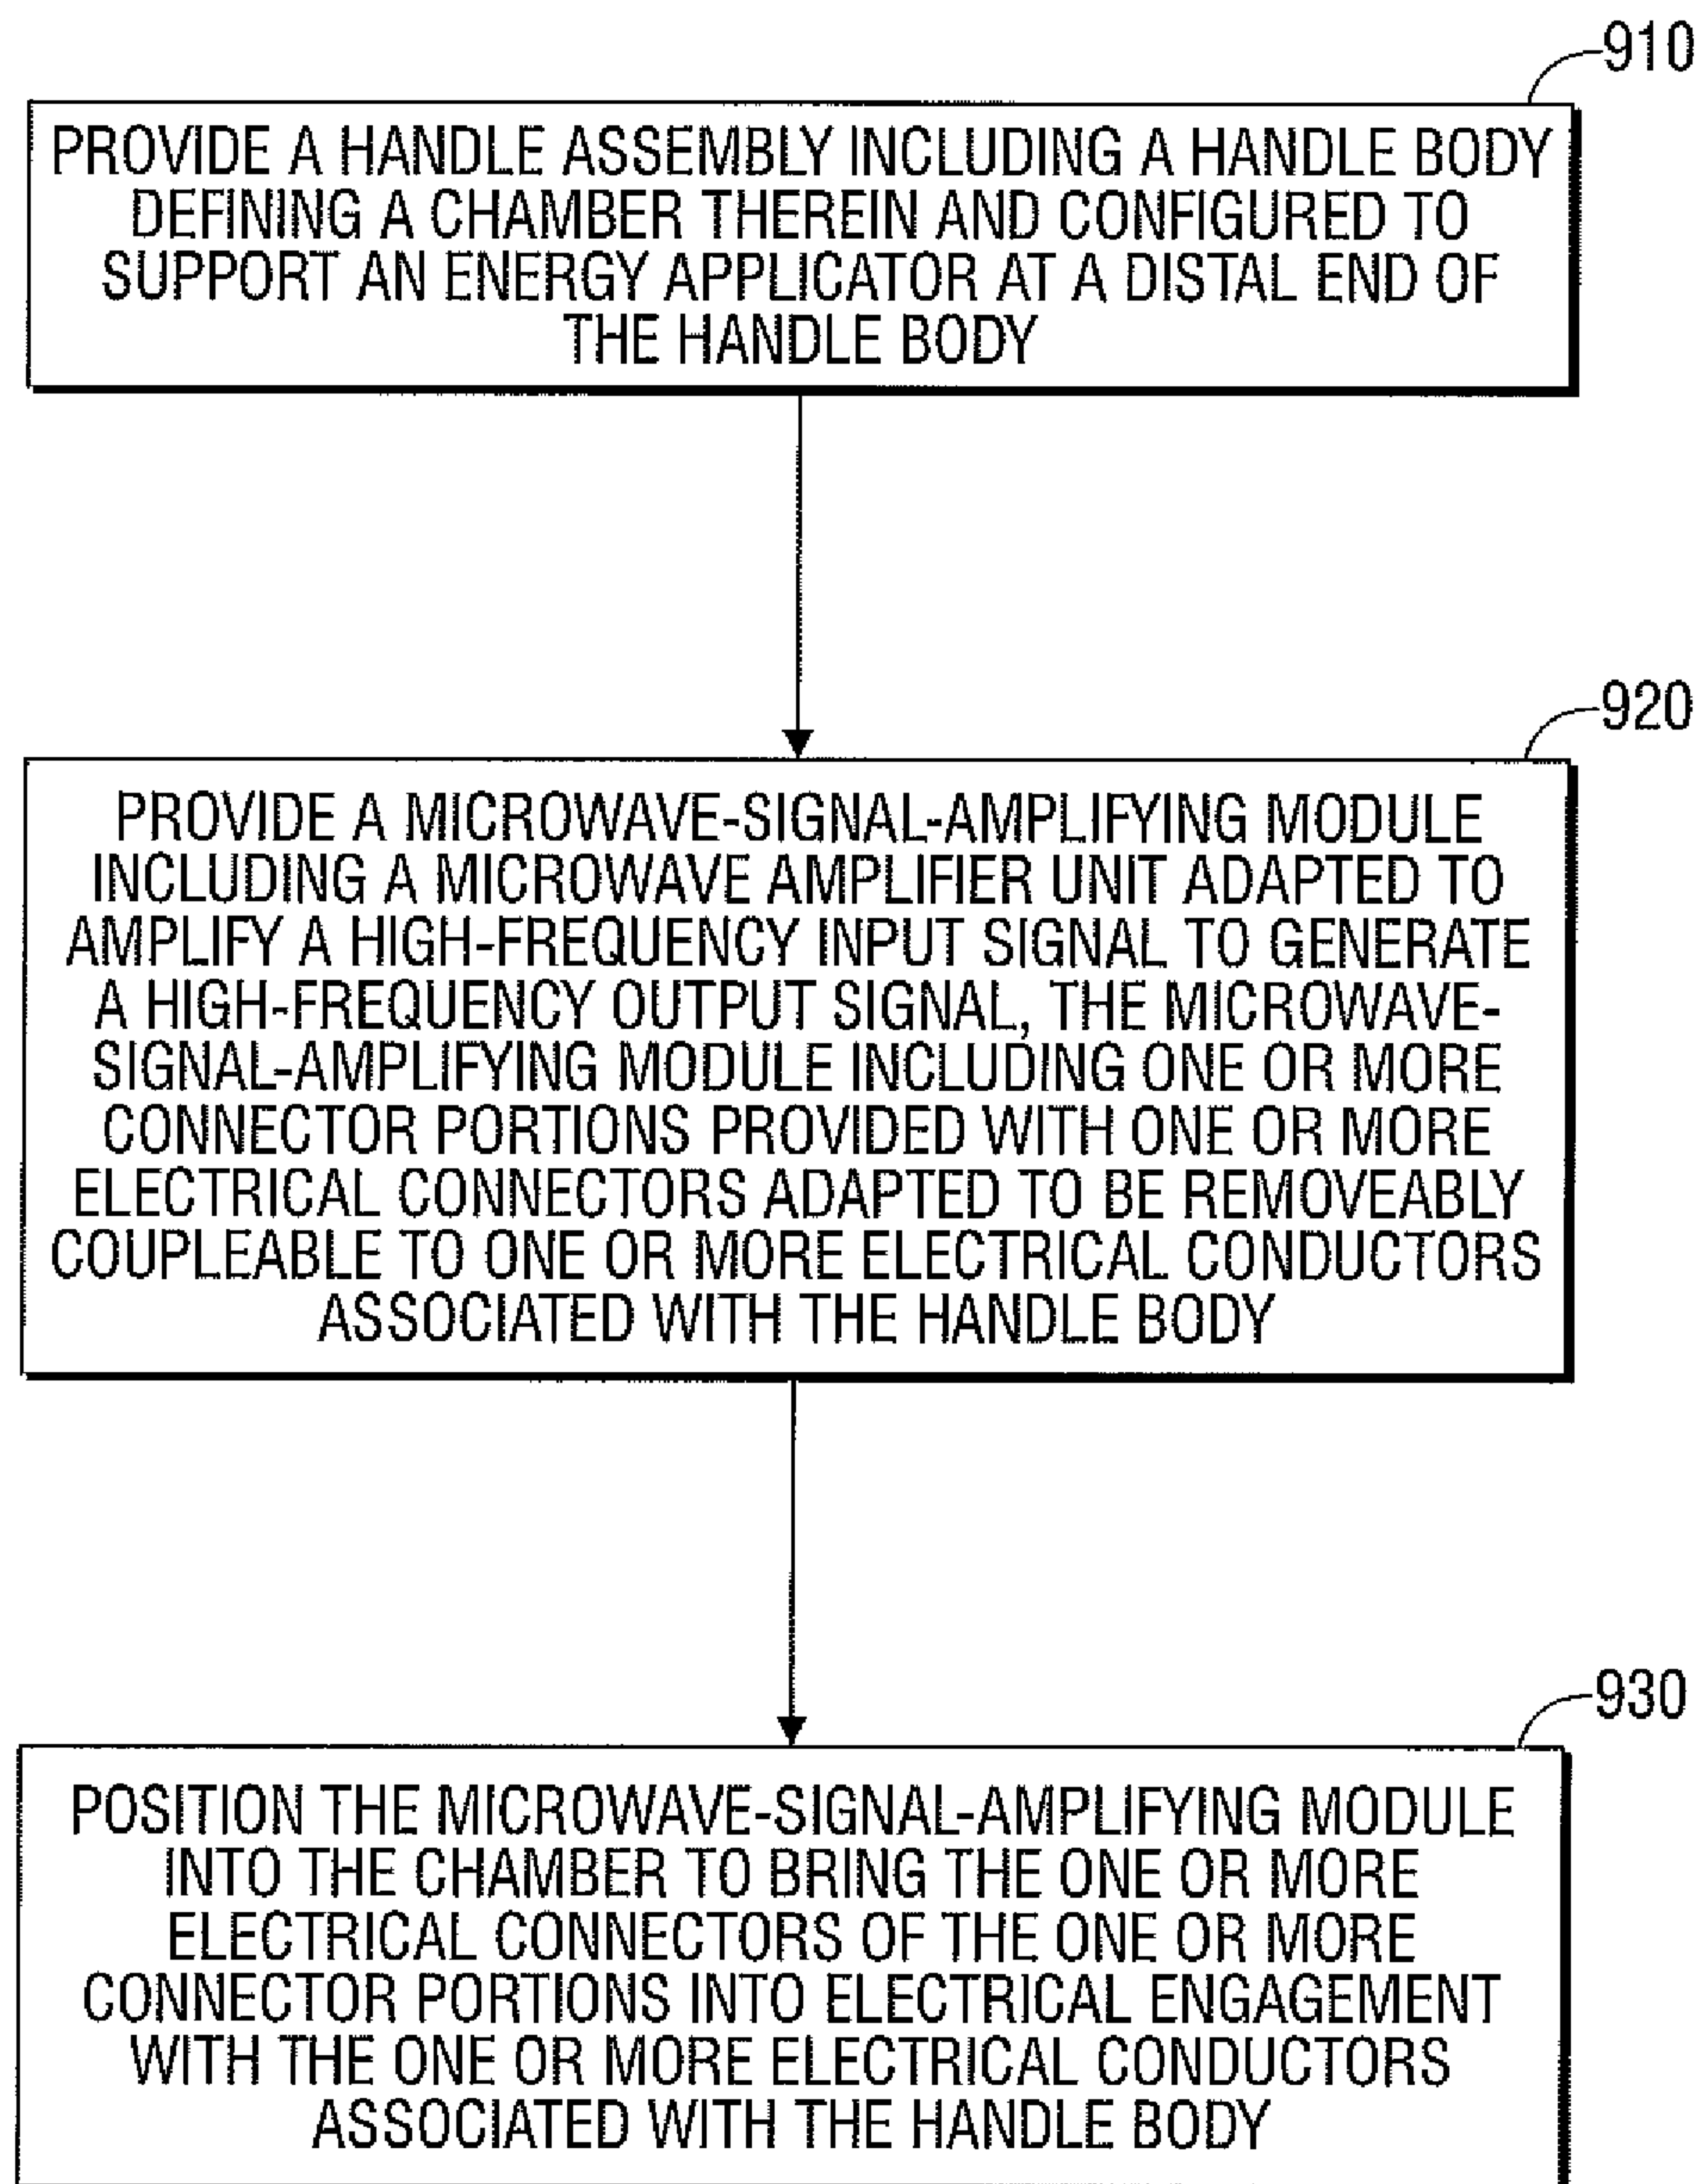 910
PROVIDE A HANDLE ASSEMBLY INCLUDING A HANDLE BODY
DEFINING A CHAMBER THEREIN AND CONFIGURED TO
SUPPORT AN ENERGY APPLICATOR AT A DISTAL END OF
THE HANDLE BODY
920
PROVIDE A MICROWAVE-SIGNAL-AMPLIFYING MODULE
INCLUDING A MICROWAVE AMPLIFIER UNIT ADAPTED TO
AMPLIFY A HIGH-FREQUENCY INPUT SIGNAL TO GENERATE
A HIGH-FREQUENCY OUTPUT SIGNAL, THE MICROWAVE-
SIGNAL-AMPLIFYING MODULE INCLUDING ONE OR MORE
CONNECTOR PORTIONS PROVIDED WITH ONE OR MORE
ELECTRICAL CONNECTORS ADAPTED TO BE REMOVEABLY
COUPLEABLE TO ONE OR MORE ELECTRICAL CONDUCTORS
ASSOCIATED WITH THE HANDLE BODY
930
POSITION THE MICROWAVE-SIGNAL-AMPLIFYING MODULE
INTO THE CHAMBER TO BRING THE ONE OR MORE
ELECTRICAL CONNECTORS OF THE ONE OR MORE
CONNECTOR PORTIONS INTO ELECTRICAL ENGAGEMENT
WITH THE ONE OR MORE ELECTRICAL CONDUCTORS
ASSOCIATED WITH THE HANDLE BODY